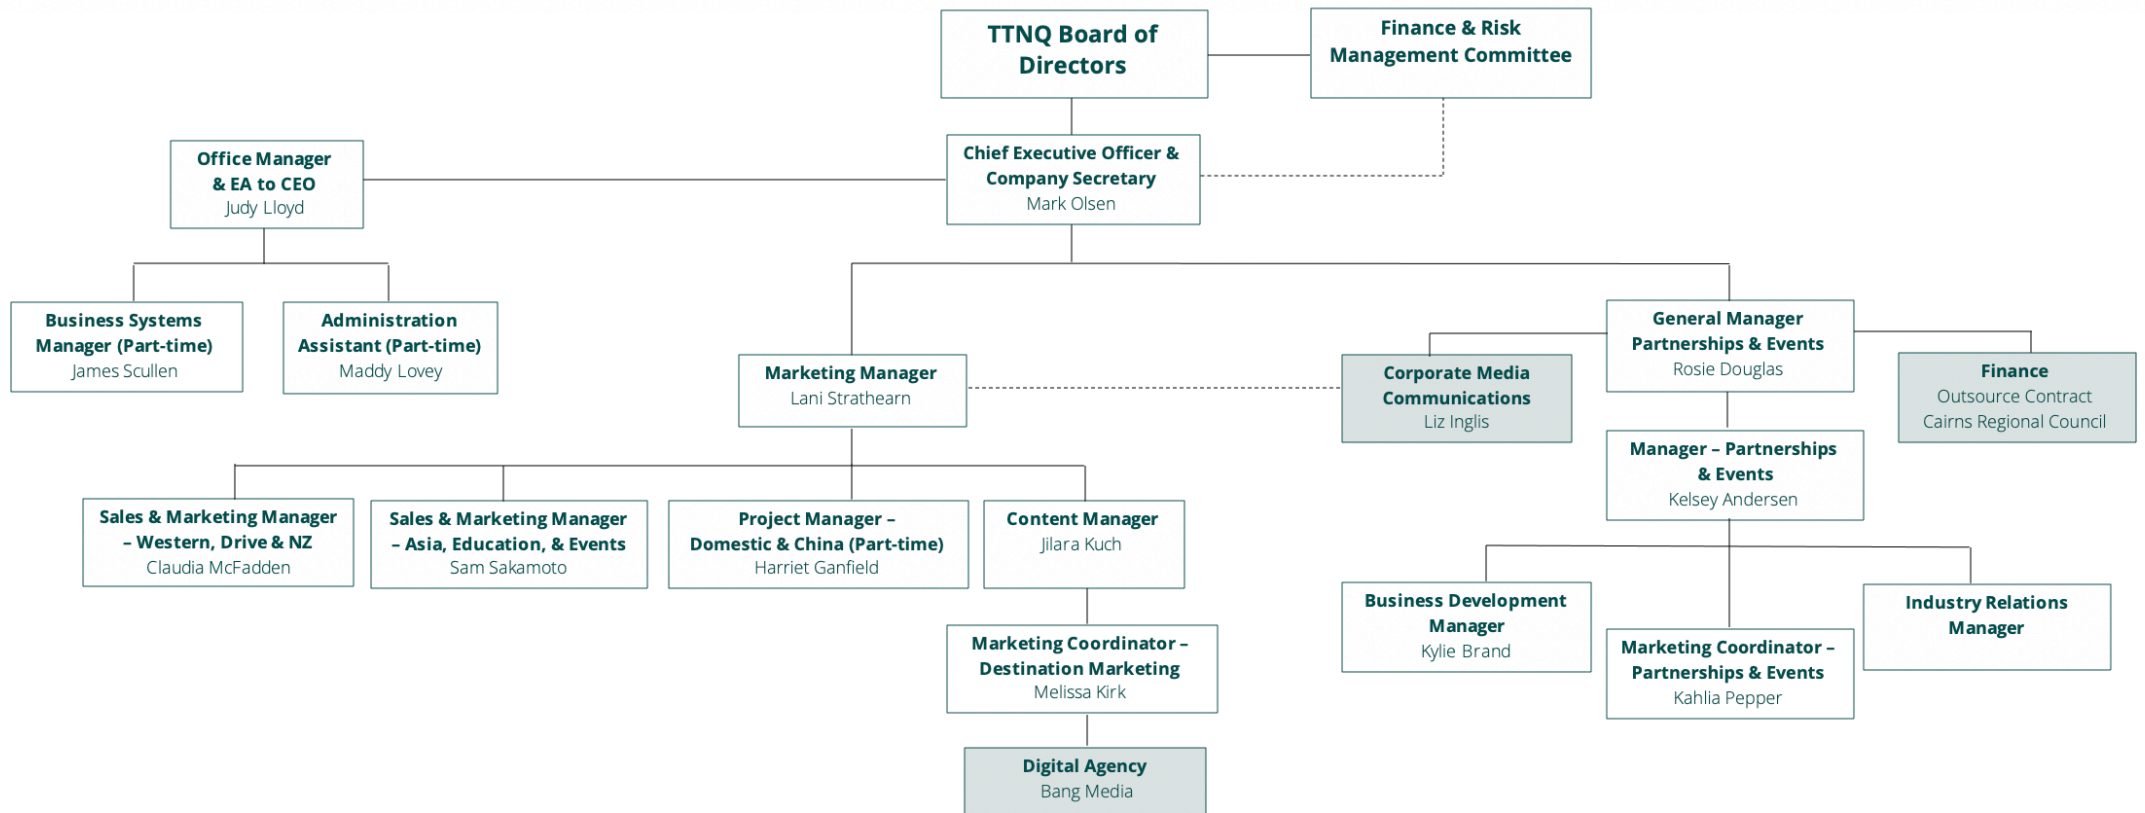 TTNQ Board of
Directors
Finance & Risk
Management Committee
Office Manager
& EA to CEO
Judy Lloyd
Chief Executive Officer &
Company Secretary
Mark Olsen
Business Systems
Manager (Part-time)
James Scullen
Administration
Assistant (Part-time)
Maddy Lovey
Marketing Manager
Lani Strathearn
Corporate Media
Communications
Liz Inglis
General Manager
Partnerships & Events
Rosie Douglas
Finance
Outsource Contract
Cairns Regional Council
Manager – Partnerships
& Events
Kelsey Andersen
Sales & Marketing Manager
– Western, Drive & NZ
Claudia McFadden
Sales & Marketing Manager
– Asia, Education, & Events
Sam Sakamoto
Project Manager –
Domestic & China (Part-time)
Harriet Ganfield
Content Manager
Jilara Kuch
Business Development
Manager
Kylie Brand
Marketing Coordinator –
Partnerships & Events
Kahlia Pepper
Industry Relations
Manager
Marketing Coordinator –
Destination Marketing
Melissa Kirk
Digital Agency
Bang Media